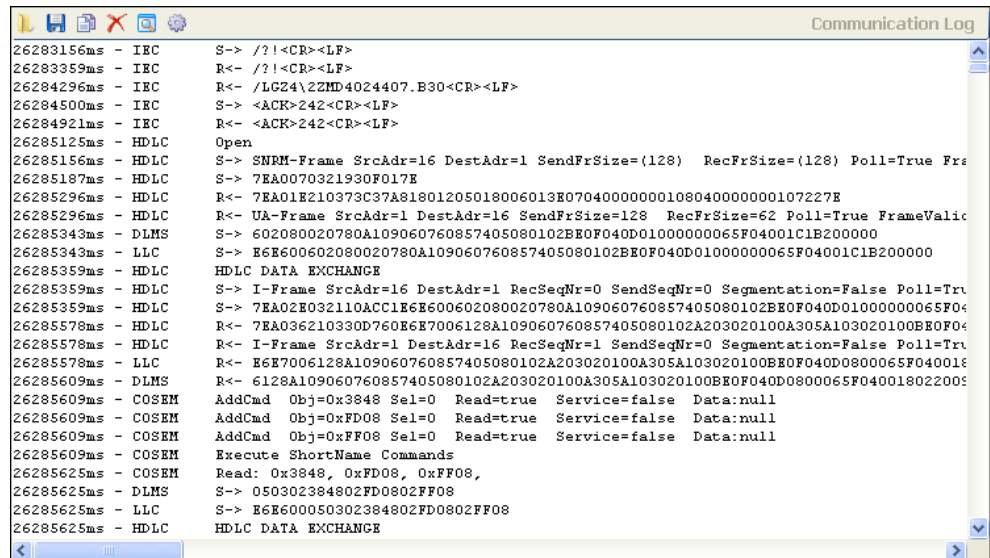 Communication Log
26283156ms - IEC S-> /?!<CR><LF>
26283359ms - IEC R<- /?!<CR><LF>
26284296ms - IEC R<- /LGZ4\2ZMD4024407.B30<CR><LF>
26284500ms - IEC S-> <ACK>242<CR><LF>
26284921ms - IEC R<- <ACK>242<CR><LF>
26285125ms - HDLC Open
26285156ms - HDLC S-> SNRM-Frame SrcAdr=16 DestAdr=1 SendFrSize=(128) RecFrSize=(128) Poll=True Fra
26285187ms - HDLC S-> 7EA0070321930F017E
26285296ms - HDLC R<- 7EA01E210373C37A81801205018006013E07040000000108040000000107227E
26285296ms - HDLC R<- UA-Frame SrcAdr=1 DestAdr=16 SendFrSize=128 RecFrSize=62 Poll=True FrameValid
26285343ms - DLMS S-> 602080020780A109060760857405080102BE0F040D01000000065F04001C1B200000
26285343ms - LLC S-> E6E600602080020780A109060760857405080102BE0F040D01000000065F04001C1B200000
26285359ms - HDLC HDLC DATA EXCHANGE
26285359ms - HDLC S-> I-Frame SrcAdr=16 DestAdr=1 RecSeqNr=0 SendSeqNr=0 Segmentation=False Poll=Tru
26285359ms - HDLC S-> 7EA02E032110ACC1E6E600602080020780A109060760857405080102BE0F040D01000000065F04
26285578ms - HDLC R<- 7EA036210330D760E6E7006128A109060760857405080102A203020100A305A103020100BE0F04
26285578ms - HDLC R<- I-Frame SrcAdr=1 DestAdr=16 RecSeqNr=1 SendSeqNr=0 Segmentation=False Poll=Tru
26285578ms - LLC R<- E6E7006128A109060760857405080102A203020100A305A103020100BE0F040D0800065F040018
26285609ms - DLMS R<- 6128A109060760857405080102A203020100A305A103020100BE0F040D0800065F040018022009
26285609ms - COSEM AddCmd Obj=0x3848 Sel=0 Read=true Service=false Data:null
26285609ms - COSEM AddCmd Obj=0xFD08 Sel=0 Read=true Service=false Data:null
26285609ms - COSEM AddCmd Obj=0xFF08 Sel=0 Read=true Service=false Data:null
26285609ms - COSEM Execute ShortName Commands
26285625ms - COSEM Read: 0x3848, 0xFD08, 0xFF08,
26285625ms - DLMS S-> 050302384802FD0802FF08
26285625ms - LLC S-> E6E600050302384802FD0802FF08
26285625ms - HDLC HDLC DATA EXCHANGE